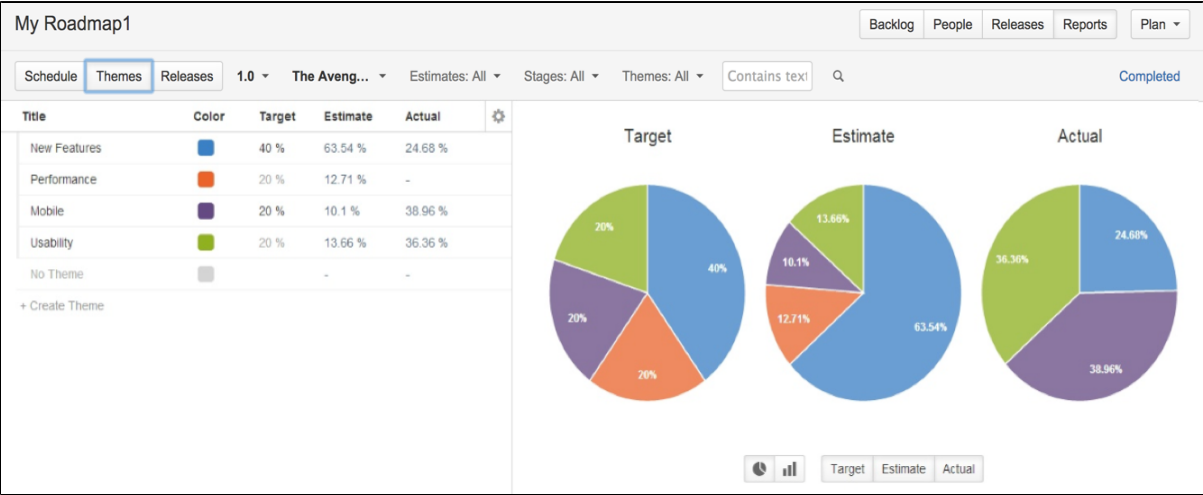 My Roadmap1
Backlog People Releases Reports Plan
Schedule Themes Releases 1.0 The Aveng... Estimates: All Stages: All Themes: All Contains text Completed
Title Color Target Estimate Actual
New Features 40 % 63.54 % 24.68 %
Performance 20 % 12.71 % -
Mobile 20 % 10.1 % 38.96 %
Usability 20 % 13.66 % 36.36 %
No Theme - -
+ Create Theme
Target Estimate Actual
20% 40% 20% 20%
13.66% 10.1% 12.71% 63.54%
24.68% 36.36% 38.96%
Target Estimate Actual